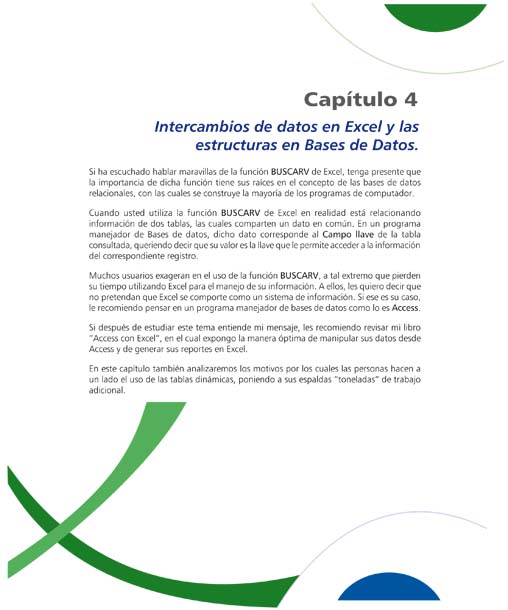 Capítulo 4
Intercambios de datos en Excel y las
estructuras en Bases de Datos.
Si ha escuchado hablar maravillas de la función BUSCARV de Excel, tenga presente que
la importancia de dicha función tiene sus raíces en el concepto de las bases de datos
relacionales, con las cuales se construye la mayoría de los programas de computador.
Cuando usted utiliza la función BUSCARV de Excel en realidad está relacionando
información de dos tablas, las cuales comparten un dato en común. En un programa
manejador de Bases de datos, dicho dato corresponde al Campo llave de la tabla
consultada, queriendo decir que su valor es la llave que le permite acceder a la información
del correspondiente registro.
Muchos usuarios exageran en el uso de la función BUSCARV, a tal extremo que pierden
su tiempo utilizando Excel para el manejo de su información. A ellos, les quiero decir que
no pretendan que Excel se comporte como un sistema de información. Si ese es su caso,
le recomiendo pensar en un programa manejador de bases de datos como lo es Access.
Si después de estudiar este tema entiende mi mensaje, les recomiendo revisar mi libro
"Access con Excel", en el cual expongo la manera óptima de manipular sus datos desde
Access y de generar sus reportes en Excel.
En este capítulo también analizaremos los motivos por los cuales las personas hacen a
un lado el uso de las tablas dinámicas, poniendo a sus espaldas "toneladas" de trabajo
adicional.